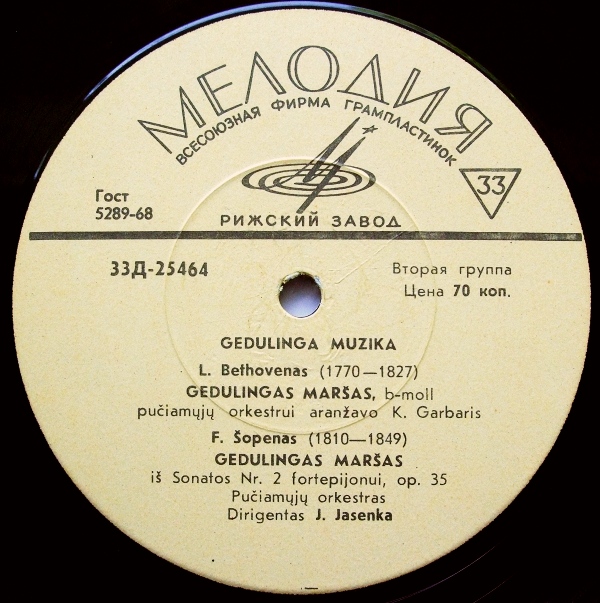 МЕЛОДИЯ
ВСЕСОЮЗНАЯ ФИРМА ГРАМПЛАСТИНОК
33
Гост
5289-68
РИЖСКИЙ ЗАВОД
33Д-25464
Вторая группа
Цена 70 коп.
GEDULINGA MUZIKA
L. Bethovenas (1770—1827)
GEDULINGAS MARŠAS, b-moll
pučiamųjų orkestrui aranžavo K. Garbaris
F. Šopenas (1810—1849)
GEDULINGAS MARŠAS
iš Sonatos Nr. 2 fortepijonui, op. 35
Pučiamųjų orkestras
Dirigentas J. Jasenka